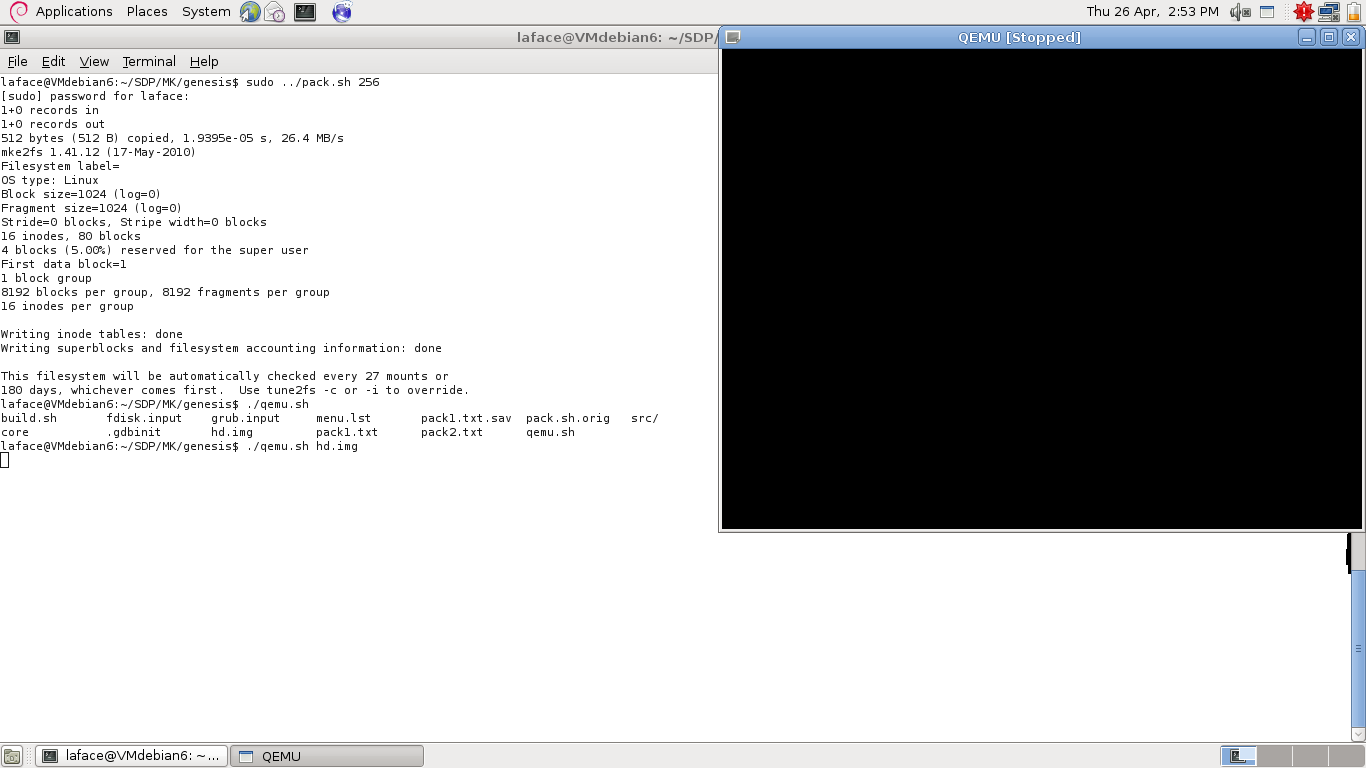 Applications Places System Thu 26 Apr, 2:53 PM
laface@VMdebian6: ~/SDP/
QEMU [Stopped]
File Edit View Terminal Help
laface@VMdebian6:~/SDP/MK/genesis$ sudo ../pack.sh 256
[sudo] password for laface:
1+0 records in
1+0 records out
512 bytes (512 B) copied, 1.9395e-05 s, 26.4 MB/s
mke2fs 1.41.12 (17-May-2010)
Filesystem label=
OS type: Linux
Block size=1024 (log=0)
Fragment size=1024 (log=0)
Stride=0 blocks, Stripe width=0 blocks
16 inodes, 80 blocks
4 blocks (5.00%) reserved for the super user
First data block=1
1 block group
8192 blocks per group, 8192 fragments per group
16 inodes per group
Writing inode tables: done
Writing superblocks and filesystem accounting information: done
This filesystem will be automatically checked every 27 mounts or
180 days, whichever comes first.  Use tune2fs -c or -i to override.
laface@VMdebian6:~/SDP/MK/genesis$ ./qemu.sh
build.sh fdisk.input grub.input menu.lst pack1.txt.sav pack.sh.orig src/
core .gdbinit hd.img pack1.txt pack2.txt qemu.sh
laface@VMdebian6:~/SDP/MK/genesis$ ./qemu.sh hd.img
laface@VMdebian6: ~... QEMU